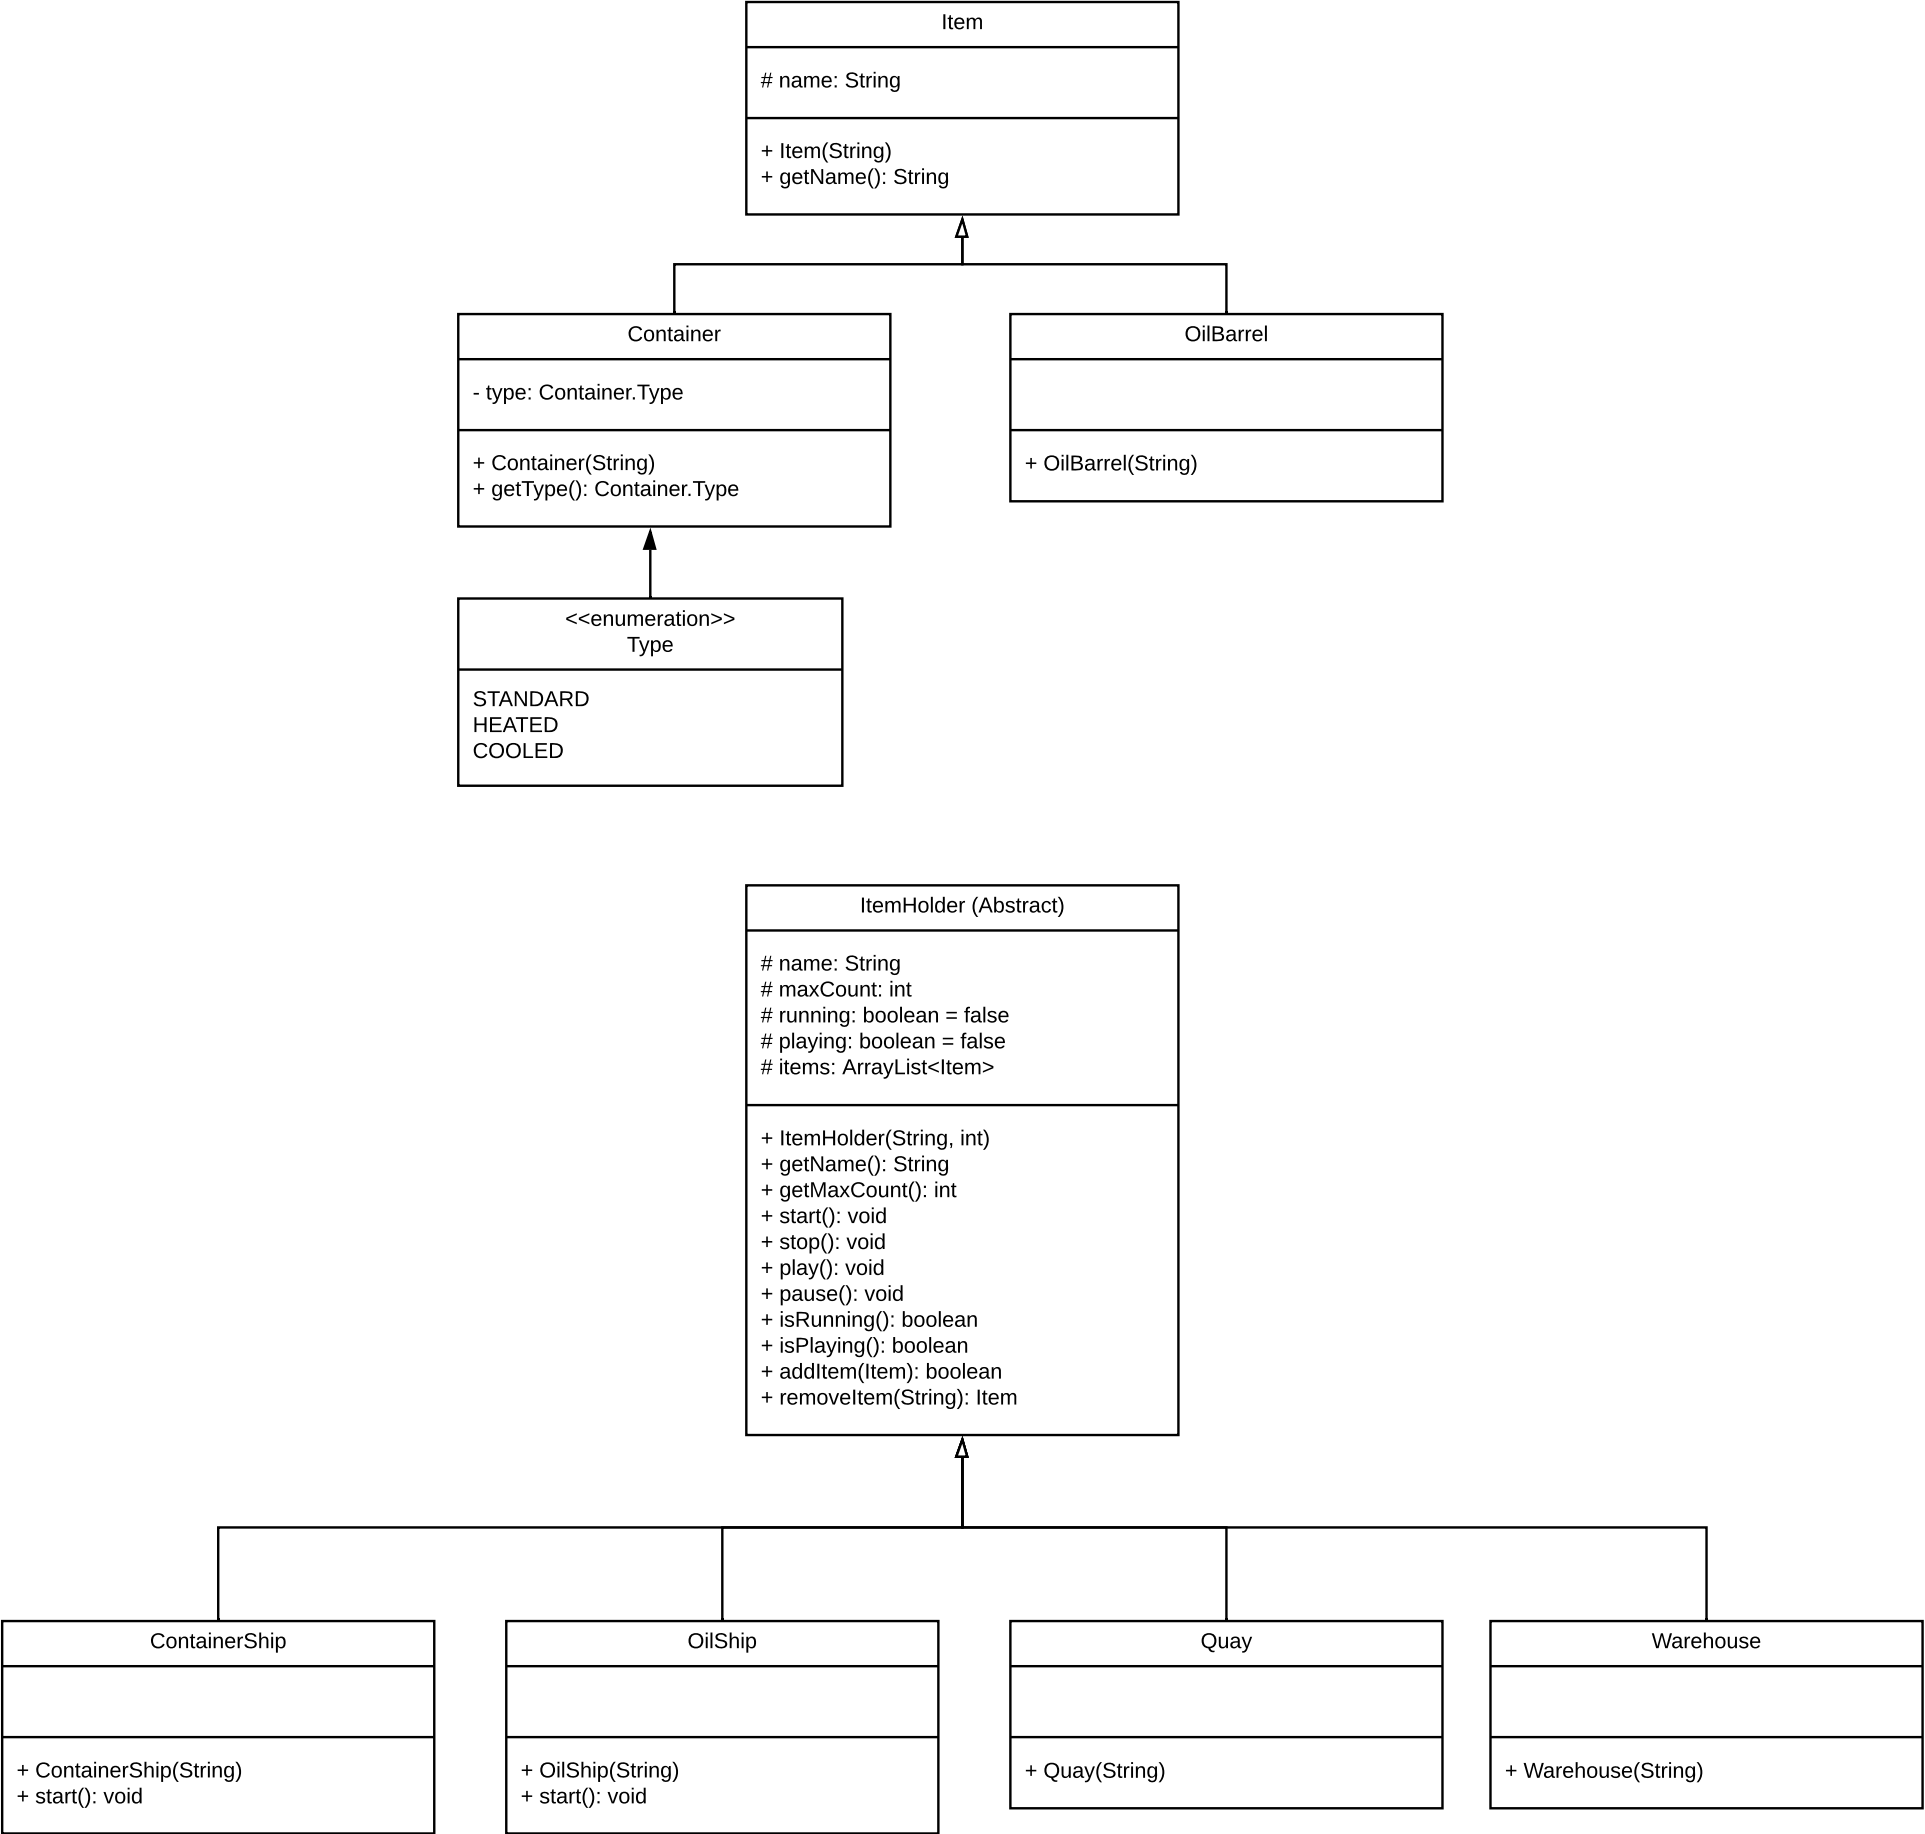 Item
# name: String
+ Item(String)
+ getName(): String
Container
- type: Container.Type
+ Container(String)
+ getType(): Container.Type
OilBarrel
+ OilBarrel(String)
<<enumeration>>
Type
STANDARD
HEATED
COOLED
ItemHolder (Abstract)
# name: String
# maxCount: int
# running: boolean = false
# playing: boolean = false
# items: ArrayList<Item>
+ ItemHolder(String, int)
+ getName(): String
+ getMaxCount(): int
+ start(): void
+ stop(): void
+ play(): void
+ pause(): void
+ isRunning(): boolean
+ isPlaying(): boolean
+ addItem(Item): boolean
+ removeItem(String): Item
ContainerShip
+ ContainerShip(String)
+ start(): void
OilShip
+ OilShip(String)
+ start(): void
Quay
+ Quay(String)
Warehouse
+ Warehouse(String)